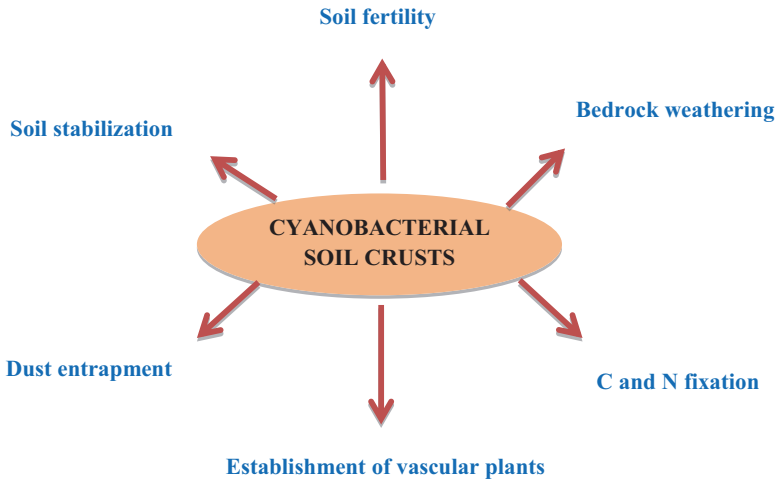 Soil fertility
Bedrock weathering
Soil stabilization
CYANOBACTERIAL
SOIL CRUSTS
Dust entrapment
C and N fixation
Establishment of vascular plants